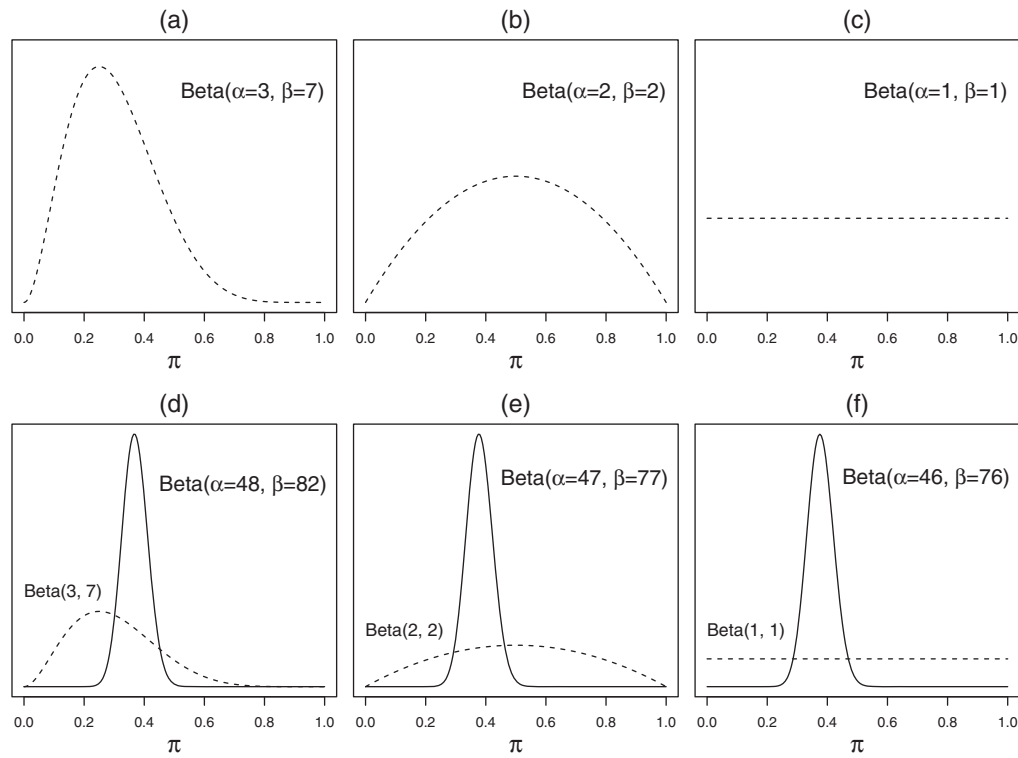 (a)
Beta(α=3, β=7)
0.0 0.2 0.4 0.6 0.8 1.0
π
(b)
Beta(α=2, β=2)
0.0 0.2 0.4 0.6 0.8 1.0
π
(c)
Beta(α=1, β=1)
0.0 0.2 0.4 0.6 0.8 1.0
π
(d)
Beta(α=48, β=82)
Beta(3, 7)
0.0 0.2 0.4 0.6 0.8 1.0
π
(e)
Beta(α=47, β=77)
Beta(2, 2)
0.0 0.2 0.4 0.6 0.8 1.0
π
(f)
Beta(α=46, β=76)
Beta(1, 1)
0.0 0.2 0.4 0.6 0.8 1.0
π